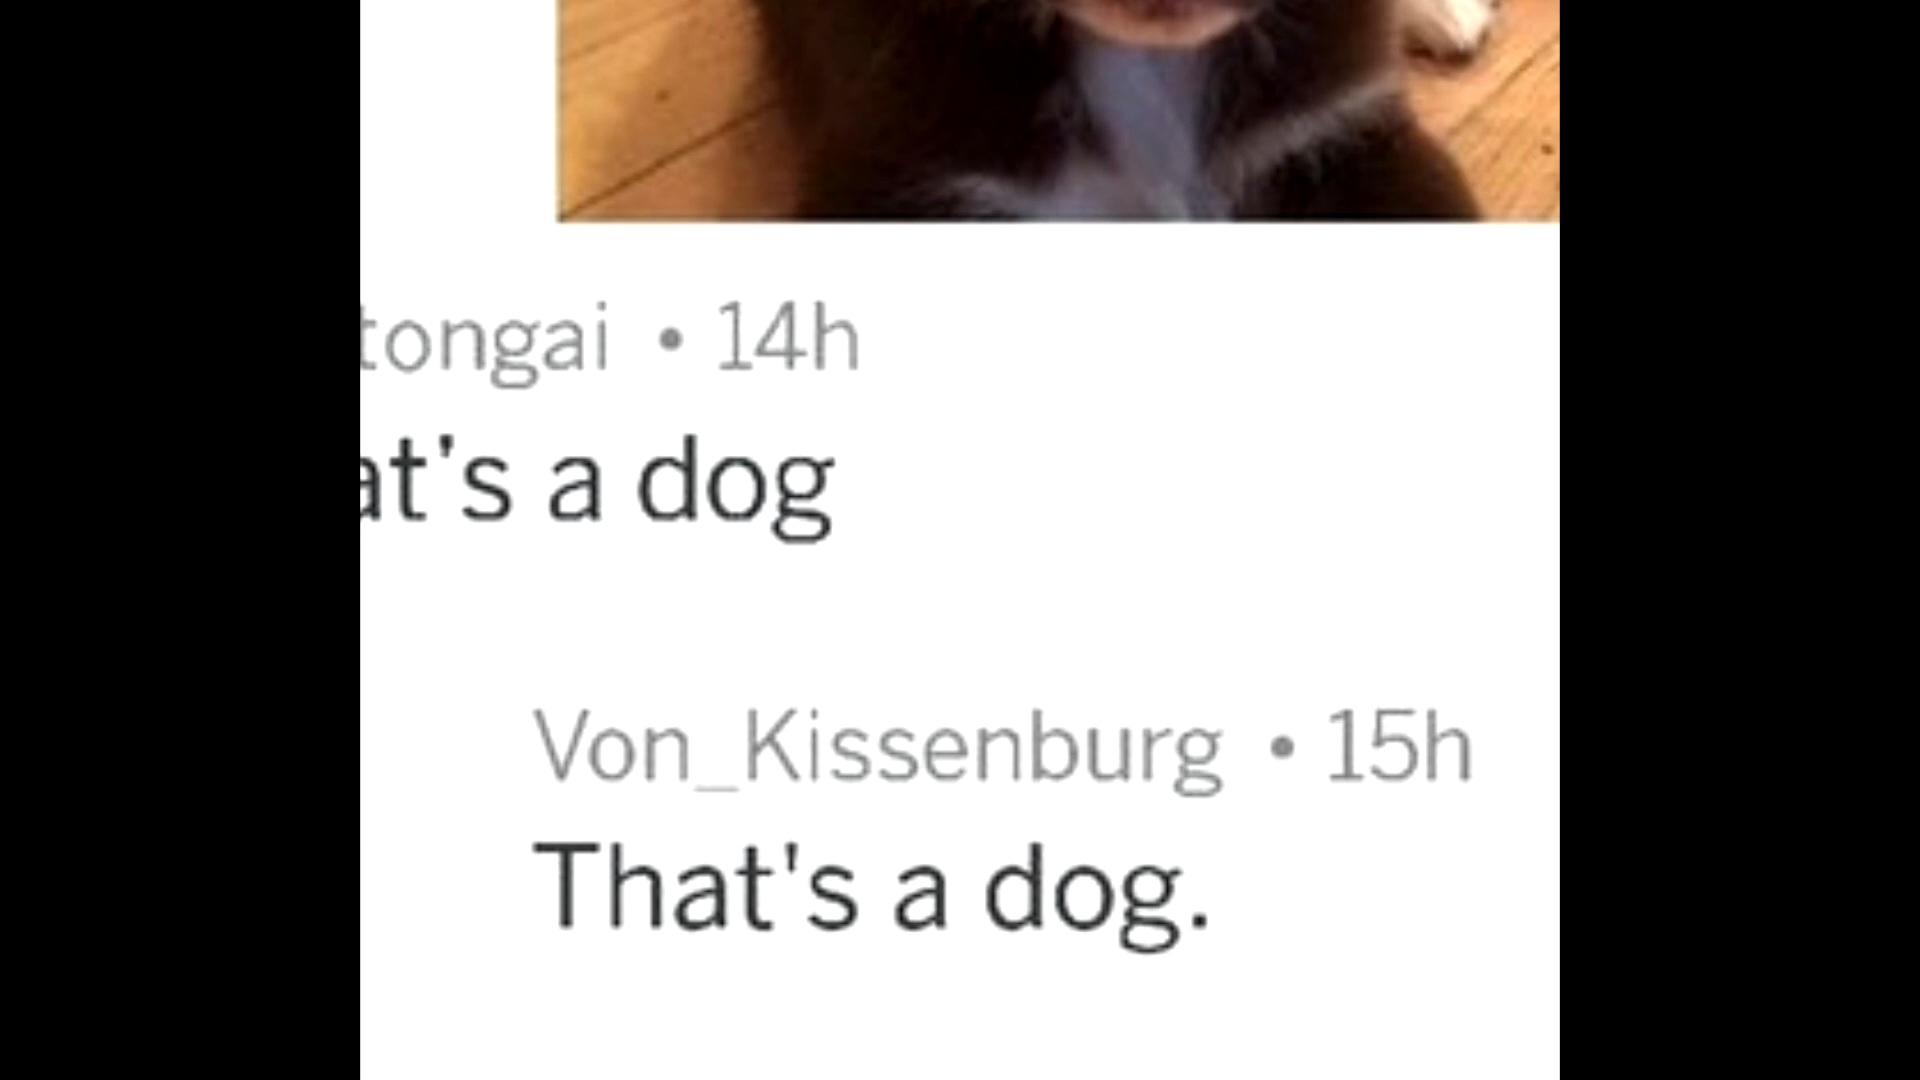 tongai • 14h
at's a dog
Von_Kissenburg • 15h
That's a dog.